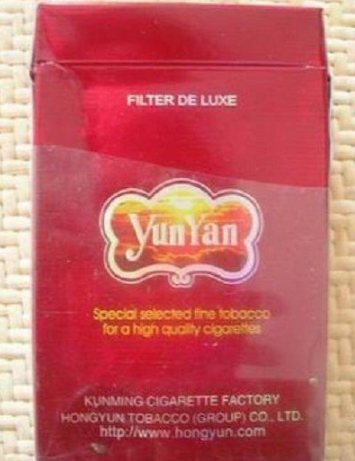 FILTER DE LUXE
YunYan
Special selected fine tobacco
for a high quality cigarettes
KUNMING CIGARETTE FACTORY
HONGYUN TOBACCO (GROUP) CO., LTD.
http://www.hongyun.com